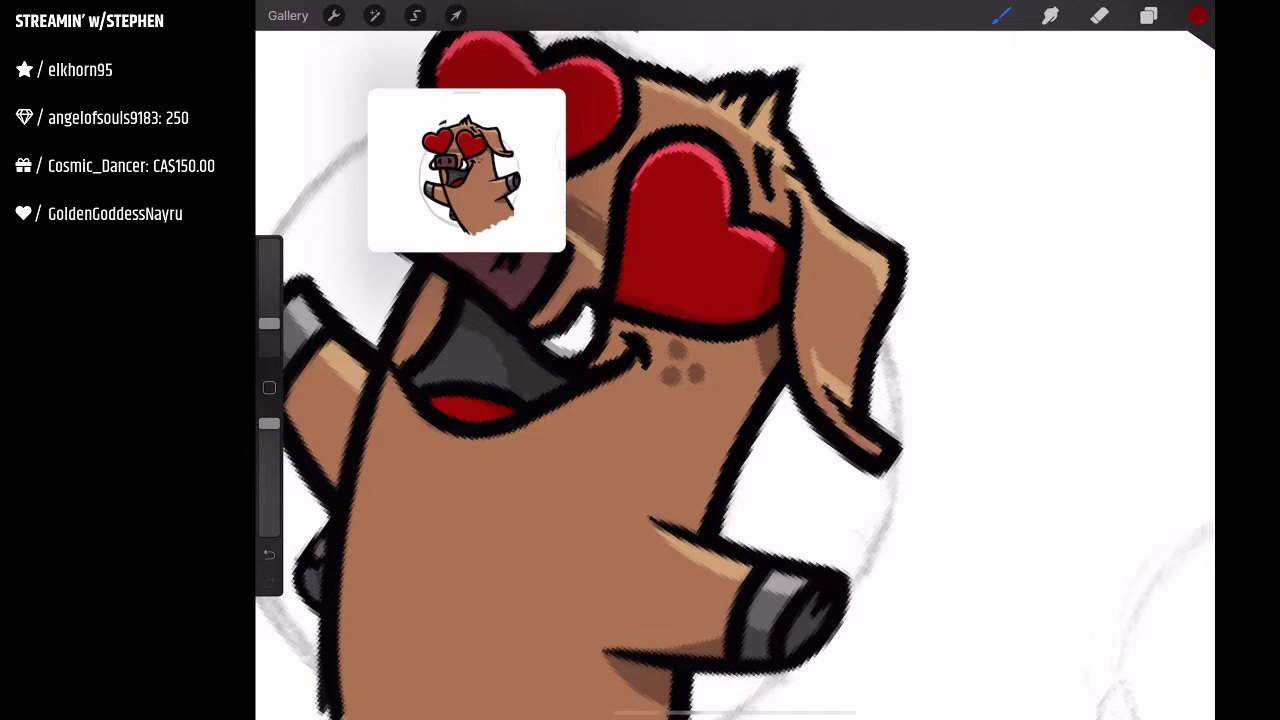 STREAMIN' w/STEPHEN
/ elkhorn95
/ angelofsouls9183: 250
/ Cosmic_Dancer: CA$150.00
/ GoldenGoddessNayru
Gallery